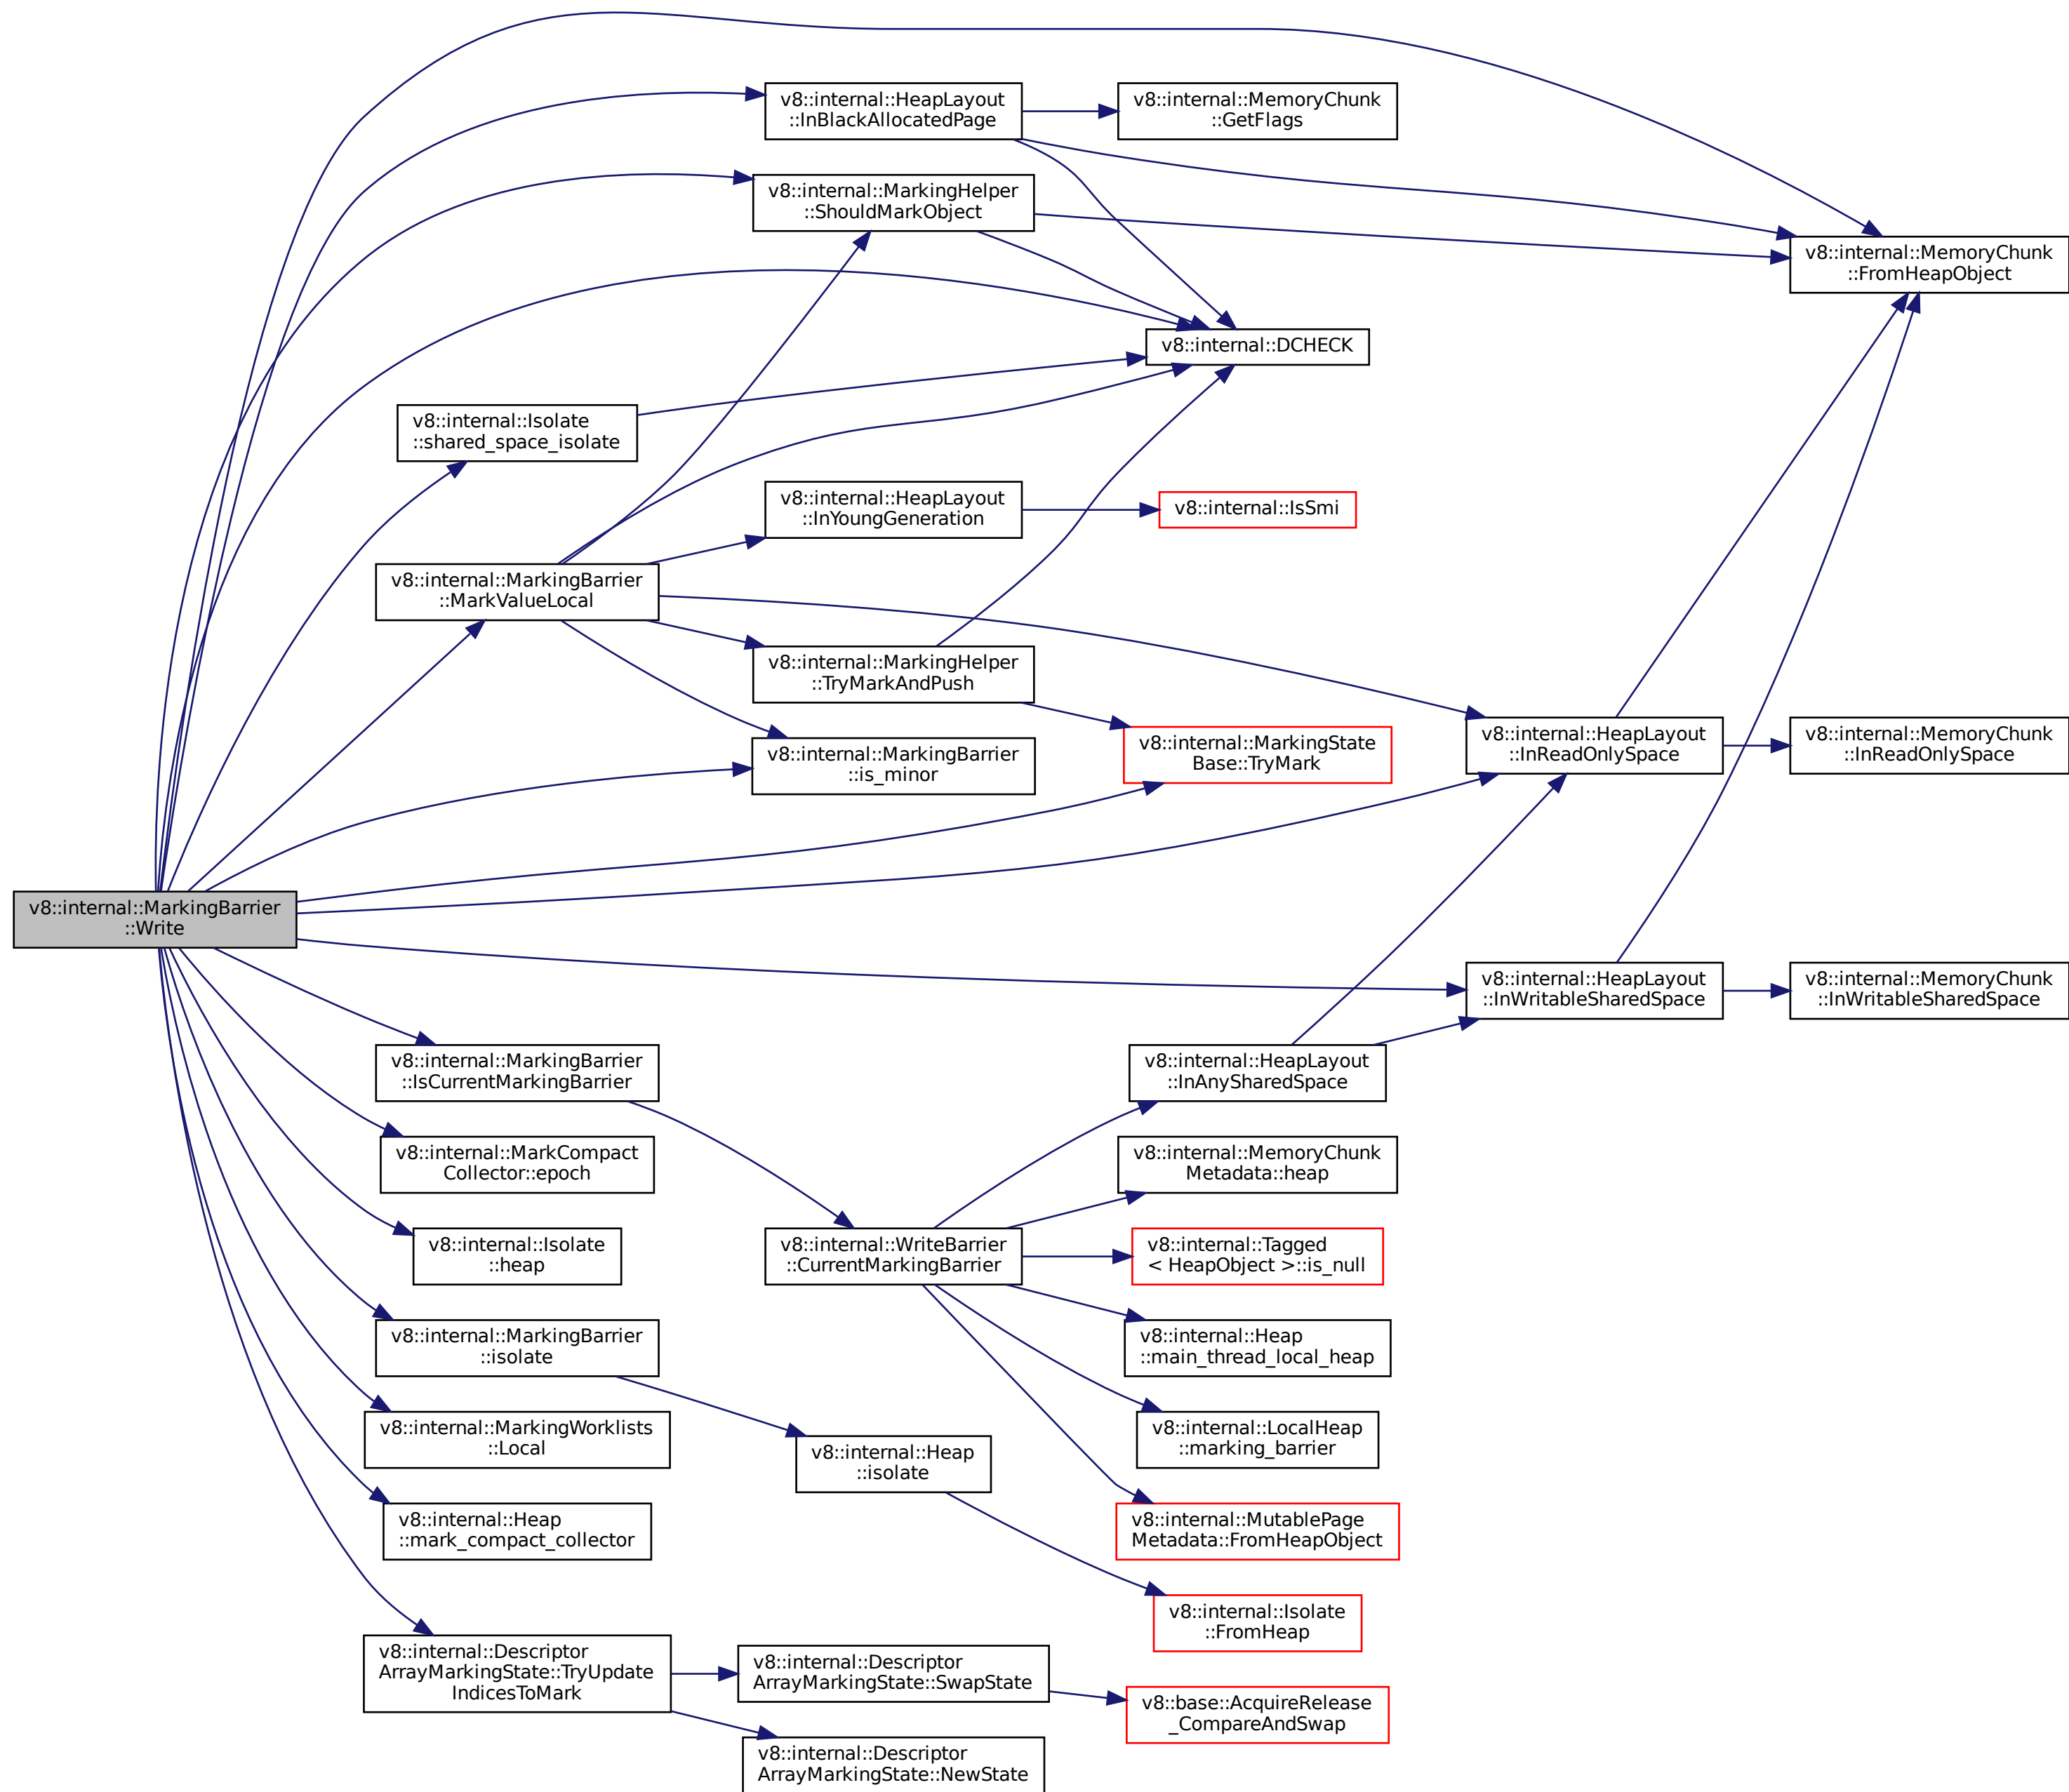 v8::internal::HeapLayout
::InBlackAllocatedPage
v8::internal::MemoryChunk
::GetFlags
v8::internal::MarkingHelper
::ShouldMarkObject
v8::internal::MemoryChunk
::FromHeapObject
v8::internal::DCHECK
v8::internal::Isolate
::shared_space_isolate
v8::internal::HeapLayout
::InYoungGeneration
v8::internal::IsSmi
v8::internal::MarkingBarrier
::MarkValueLocal
v8::internal::MarkingHelper
::TryMarkAndPush
v8::internal::MarkingBarrier
::is_minor
v8::internal::MarkingState
Base::TryMark
v8::internal::HeapLayout
::InReadOnlySpace
v8::internal::MemoryChunk
::InReadOnlySpace
v8::internal::MarkingBarrier
::Write
v8::internal::HeapLayout
::InWritableSharedSpace
v8::internal::MemoryChunk
::InWritableSharedSpace
v8::internal::MarkingBarrier
::IsCurrentMarkingBarrier
v8::internal::HeapLayout
::InAnySharedSpace
v8::internal::MarkCompact
Collector::epoch
v8::internal::MemoryChunk
Metadata::heap
v8::internal::Isolate
::heap
v8::internal::WriteBarrier
::CurrentMarkingBarrier
v8::internal::Tagged
< HeapObject >::is_null
v8::internal::MarkingBarrier
::isolate
v8::internal::Heap
::main_thread_local_heap
v8::internal::MarkingWorklists
::Local
v8::internal::Heap
::isolate
v8::internal::LocalHeap
::marking_barrier
v8::internal::Heap
::mark_compact_collector
v8::internal::MutablePage
Metadata::FromHeapObject
v8::internal::Isolate
::FromHeap
v8::internal::Descriptor
ArrayMarkingState::TryUpdate
IndicesToMark
v8::internal::Descriptor
ArrayMarkingState::SwapState
v8::base::AcquireRelease
_CompareAndSwap
v8::internal::Descriptor
ArrayMarkingState::NewState